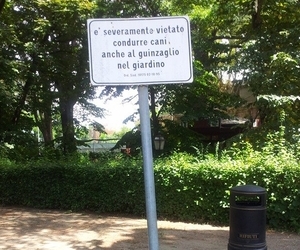 e' severamente vietato
condurre cani,
anche al guinzaglio
nel giardino